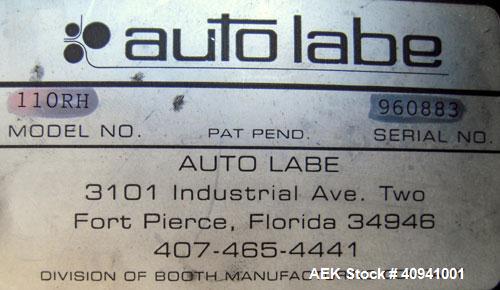 auto labe
110RH 960883
MODEL NO. PAT PEND. SERIAL NO.
AUTO LABE
3101 Industrial Ave. Two
Fort Pierce, Florida 34946
407-465-4441
DIVISION OF BOOTH
AEK Stock # 40941001